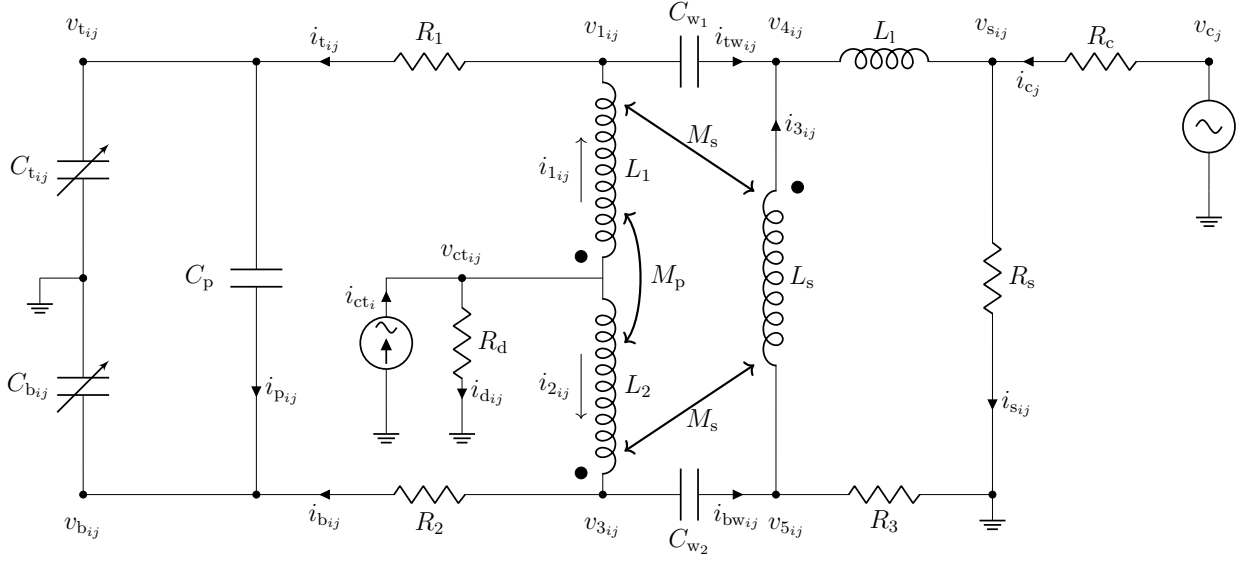 v_{t_{ij}}
i_{t_{ij}}
R_1
v_{1_{ij}}
C_{w_1}
i_{tw_{ij}}
v_{4_{ij}}
L_l
v_{s_{ij}}
R_c
v_{c_j}
i_{c_j}
i_{3_{ij}}
M_s
C_{t_{ij}}
i_{1_{ij}}
L_1
v_{ct_{ij}}
C_p
M_p
L_s
R_s
i_{ct_i}
R_d
C_{b_{ij}}
i_{p_{ij}}
i_{d_{ij}}
i_{2_{ij}}
L_2
M_s
i_{s_{ij}}
v_{b_{ij}}
i_{b_{ij}}
R_2
v_{3_{ij}}
C_{w_2}
i_{bw_{ij}}
v_{5_{ij}}
R_3